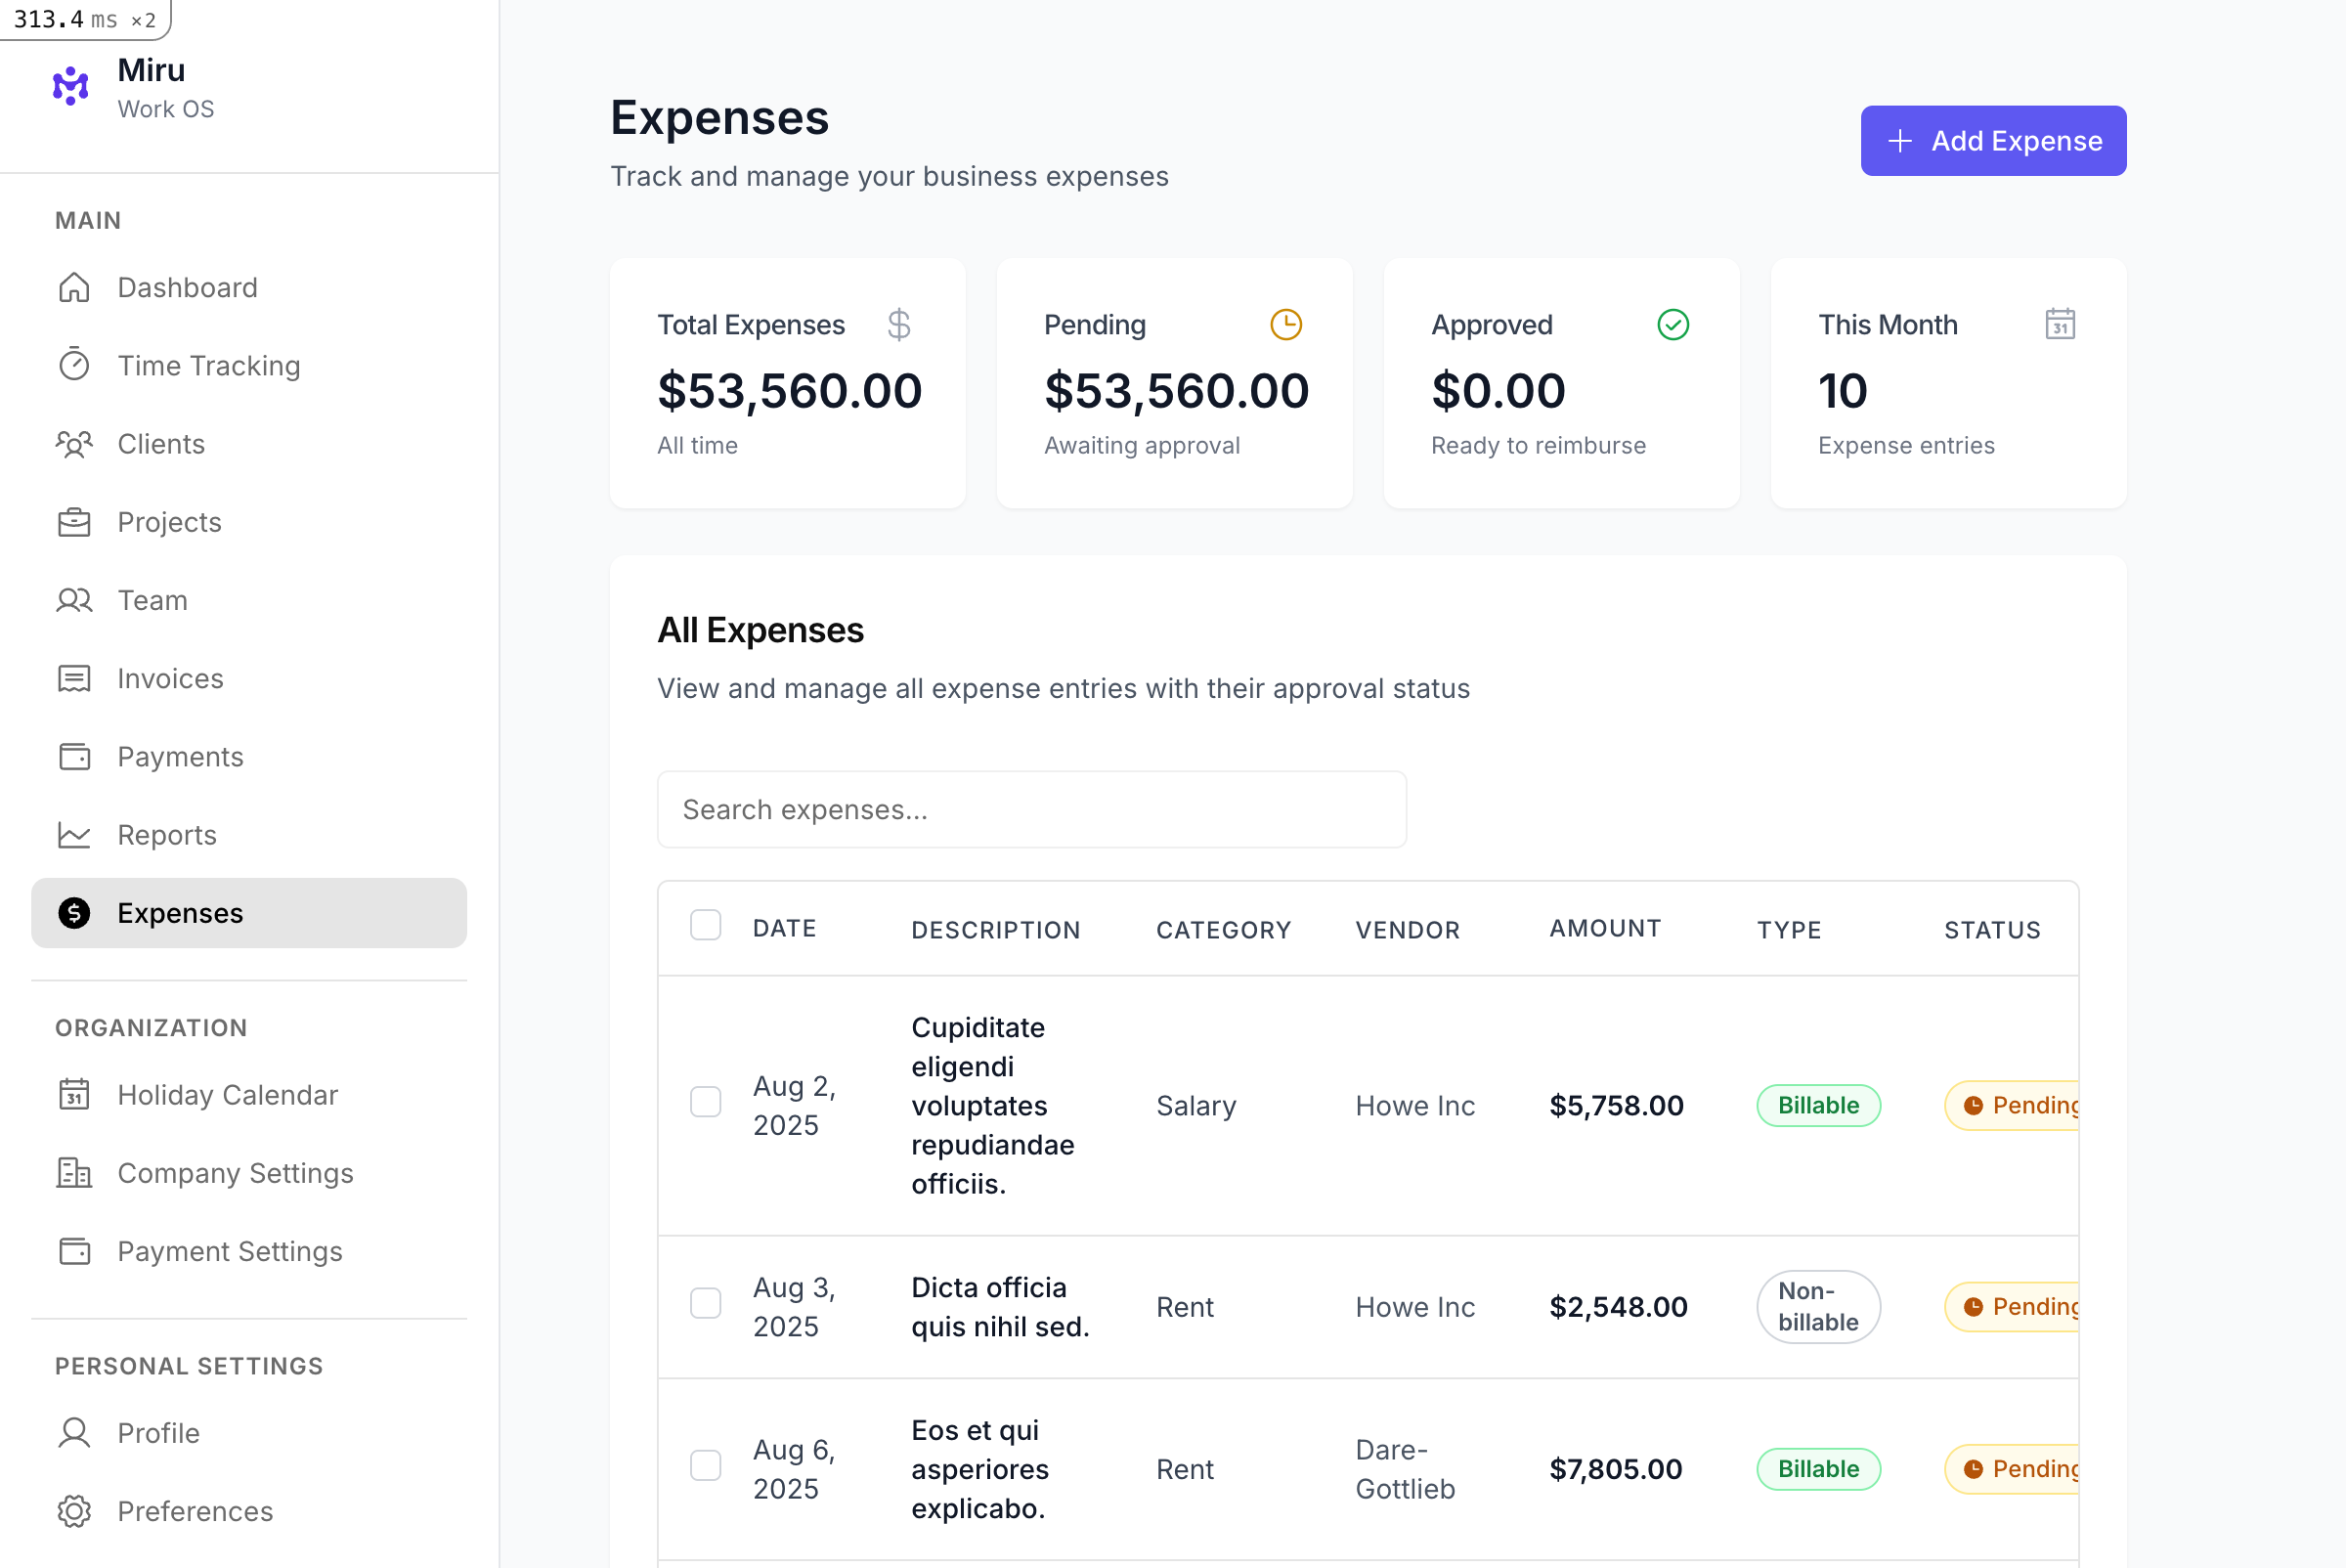 313.4 ms ×2
Miru
Work OS
MAIN
Dashboard
Time Tracking
Clients
Projects
Team
Invoices
Payments
Reports
Expenses
ORGANIZATION
31
Holiday Calendar
Company Settings
Payment Settings
PERSONAL SETTINGS
Profile
Preferences
Expenses
Track and manage your business expenses
+ Add Expense
Total Expenses $
$53,560.00
All time
Pending
$53,560.00
Awaiting approval
Approved
$0.00
Ready to reimburse
This Month 31
10
Expense entries
All Expenses
View and manage all expense entries with their approval status
Search expenses...
DATE DESCRIPTION CATEGORY VENDOR AMOUNT TYPE STATUS
Aug 2,
2025
Cupiditate
eligendi
voluptates
repudiandae
officiis.
Salary
Howe Inc
$5,758.00
Billable
Pending
Aug 3,
2025
Dicta officia
quis nihil sed.
Rent
Howe Inc
$2,548.00
Non-
billable
Pending
Aug 6,
2025
Eos et qui
asperiores
explicabo.
Rent
Dare-
Gottlieb
$7,805.00
Billable
Pending